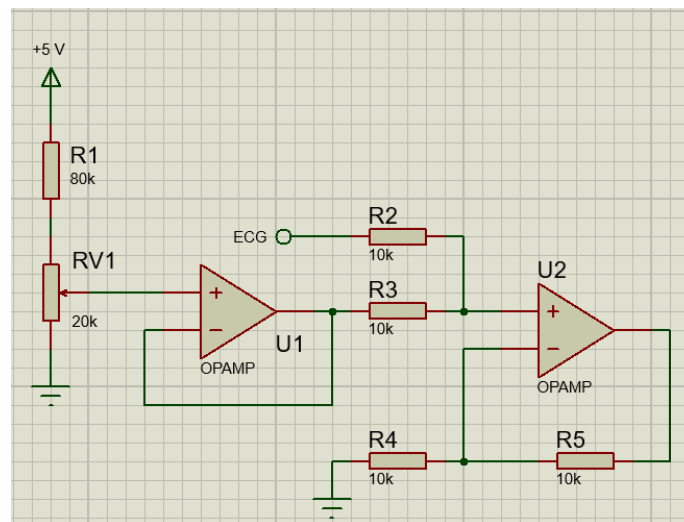 +5 V
R1
80k
RV1
20k
ECG
R2
10k
R3
10k
U1
OPAMP
U2
OPAMP
R4
10k
R5
10k